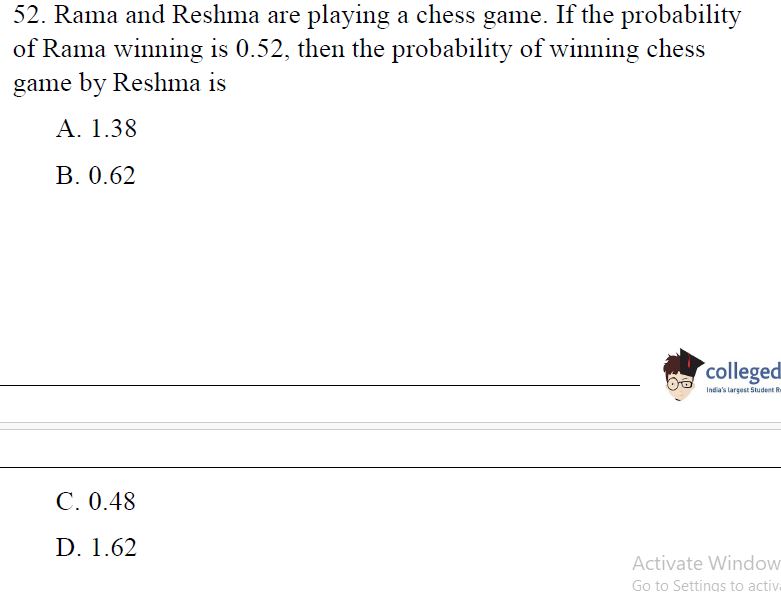 52. Rama and Reshma are playing a chess game. If the probability
of Rama winning is 0.52, then the probability of winning chess
game by Reshma is
A. 1.38
B. 0.62
colleged
India's largest Student R
C. 0.48
D. 1.62
Activate Window
Go to Settings to activ